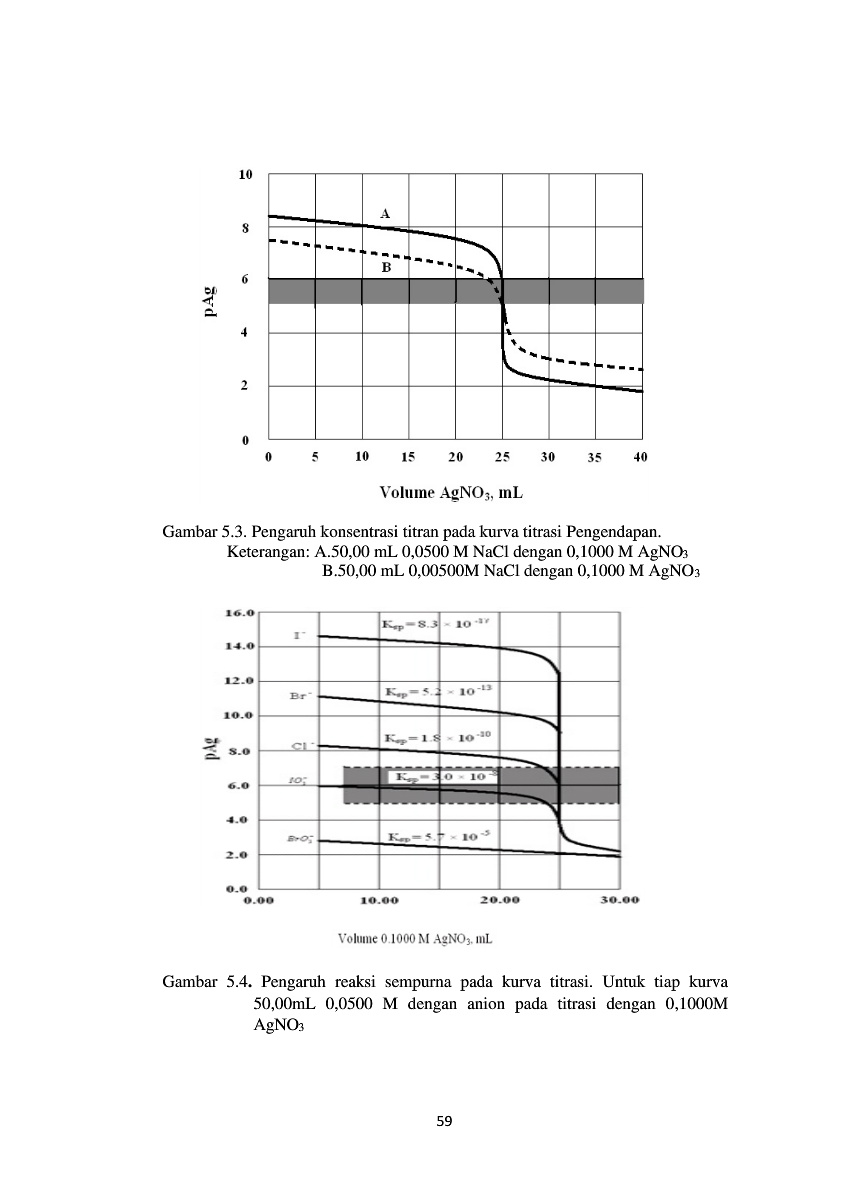 10
A
8
B
6
pAg
4
2
0
0 5 10 15 20 25 30 35 40
Volume AgNO₃, mL
Gambar 5.3. Pengaruh konsentrasi titran pada kurva titrasi Pengendapan.
Keterangan: A.50,00 mL 0,0500 M NaCl dengan 0,1000 M AgNO₃
B.50,00 mL 0,00500M NaCl dengan 0,1000 M AgNO₃
16.0
Ksp=8.3 × 10⁻¹⁷
I⁻
14.0
12.0
Br⁻ Ksp=5.2 × 10⁻¹³
10.0
Cl⁻ Ksp=1.8 × 10⁻¹⁰
pAg
8.0
IO₃⁻ Ksp=3.0 × 10⁻⁸
6.0
4.0
BrO₃⁻ Ksp=5.7 × 10⁻⁵
2.0
0.0
0.00 10.00 20.00 30.00
Volume 0.1000 M AgNO₃, mL
Gambar 5.4. Pengaruh reaksi sempurna pada kurva titrasi. Untuk tiap kurva
50,00mL 0,0500 M dengan anion pada titrasi dengan 0,1000M
AgNO₃
59